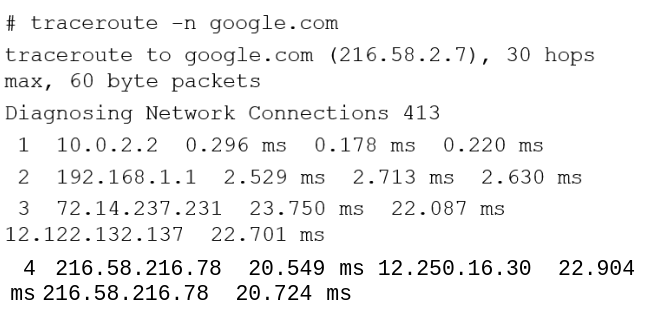 # traceroute –n google.com
traceroute to google.com (216.58.2.7), 30 hops
max, 60 byte packets
Diagnosing Network Connections 413
1 10.0.2.2 0.296 ms 0.178 ms 0.220 ms
2 192.168.1.1 2.529 ms 2.713 ms 2.630 ms
3 72.14.237.231 23.750 ms 22.087 ms
12.122.132.137 22.701 ms
4 216.58.216.78 20.549 ms 12.250.16.30 22.904
ms 216.58.216.78 20.724 ms